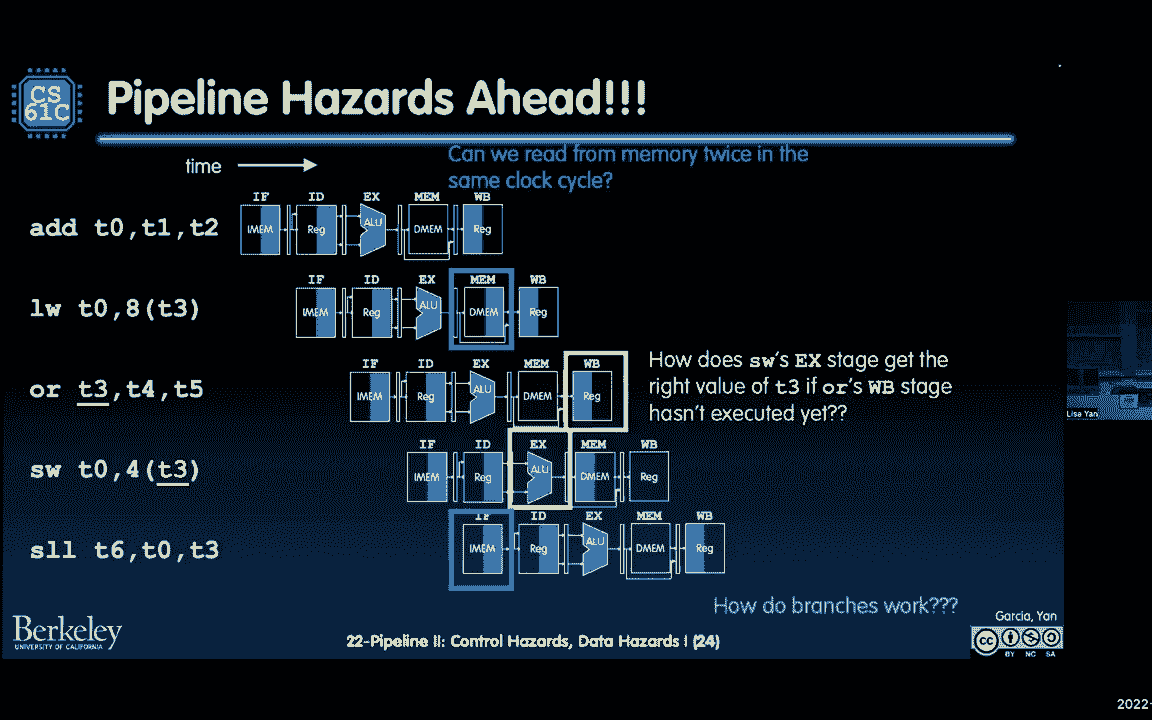 CS
61C
Pipeline Hazards Ahead!!!
time
Can we read from memory twice in the
same clock cycle?
IF ID EX MEM WB
add t0,t1,t2
IMEM Reg ALU DMEM Reg
IF ID EX MEM WB
lw t0,8(t3)
IMEM Reg ALU DMEM Reg
IF ID EX MEM WB
or t3,t4,t5
IMEM Reg ALU DMEM Reg
How does sw's EX stage get the
right value of t3 if or's WB stage
hasn't executed yet??
Lisa Yan
IF ID EX MEM WB
sw t0,4(t3)
IMEM Reg ALU DMEM Reg
IF ID EX MEM WB
sll t6,t0,t3
IMEM Reg ALU DMEM Reg
How do branches work???
Berkeley
UNIVERSITY OF CALIFORNIA
22-Pipeline II: Control Hazards, Data Hazards I (24)
Garcia, Yan
cc
BY NC SA
2022-